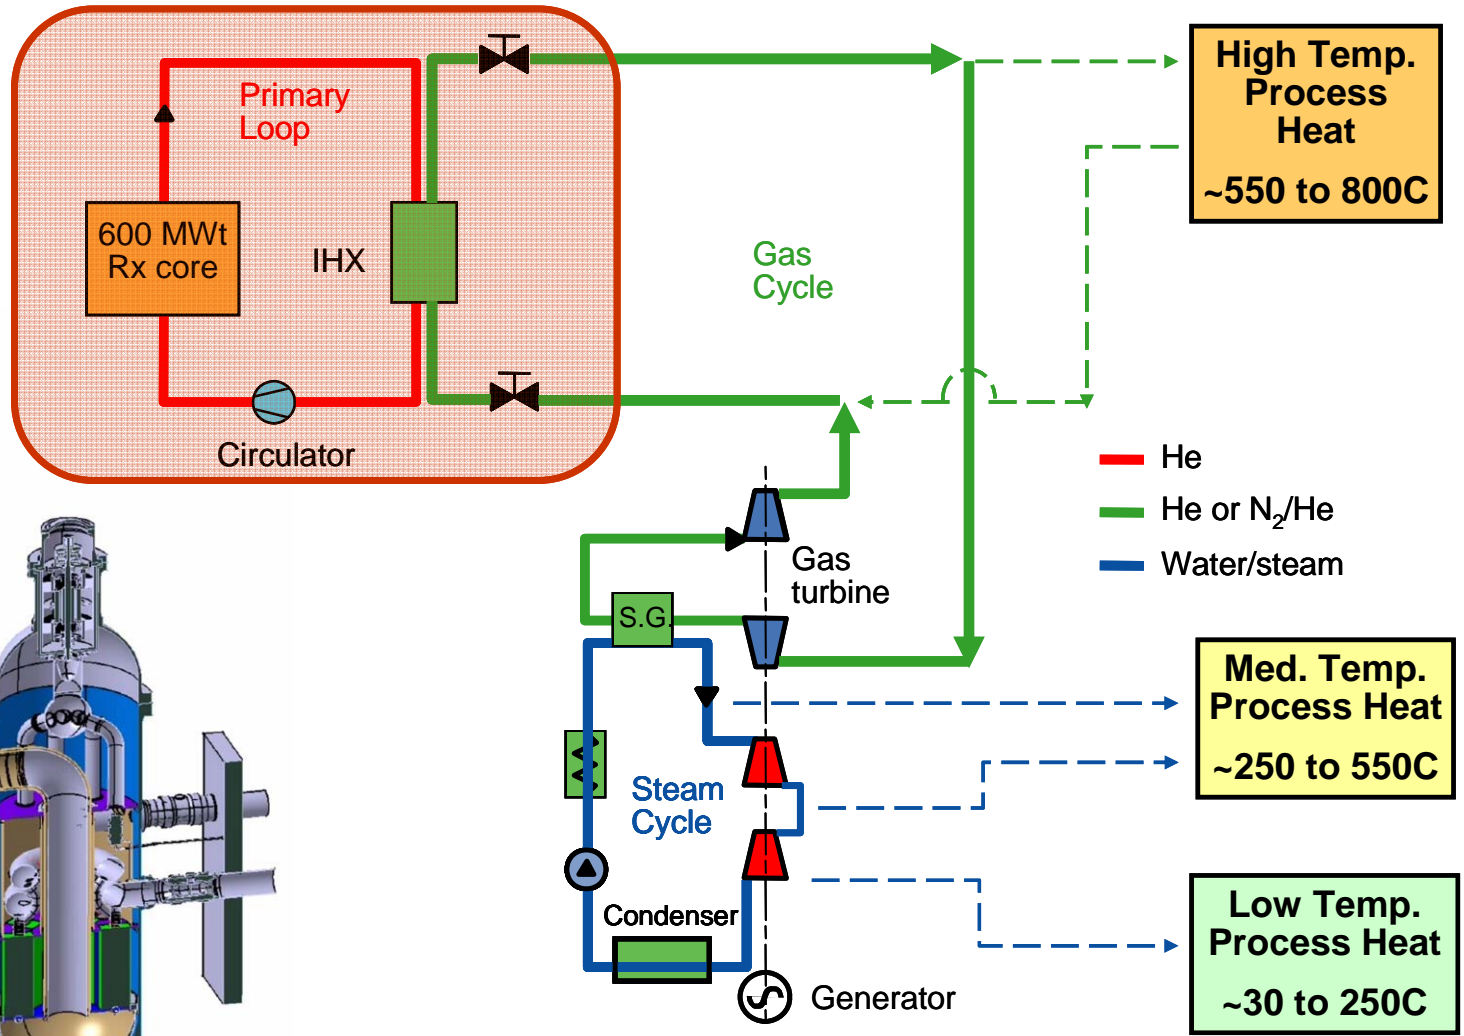 High Temp.
Process
Heat
~550 to 800C
Primary
Loop
600 MWt
Rx core
IHX
Gas
Cycle
Circulator
He
He or N₂/He
Water/steam
Gas
turbine
S.G.
Med. Temp.
Process Heat
~250 to 550C
Steam
Cycle
Condenser
Low Temp.
Process Heat
~30 to 250C
Generator